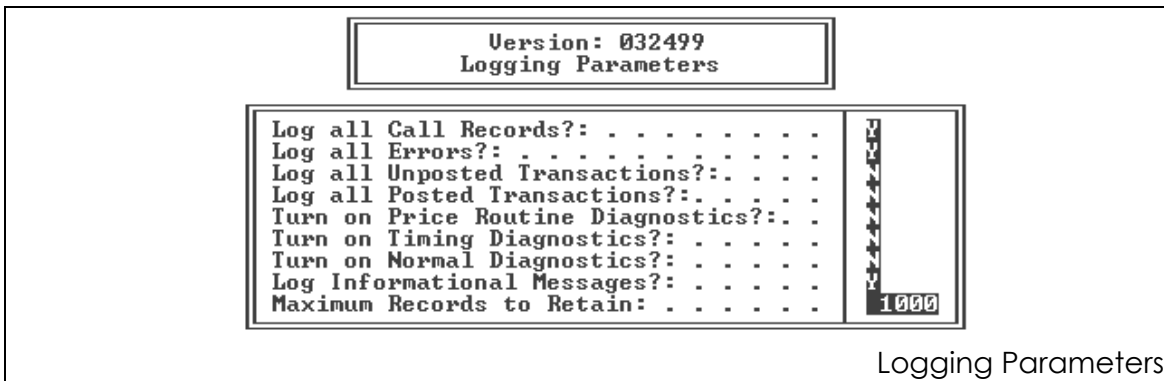 Version: 032499
Logging Parameters
Log all Call Records?: . . . . . . . . Y
Log all Errors?: . . . . . . . . . . . Y
Log all Unposted Transactions?:. . . . N
Log all Posted Transactions?:. . . . . N
Turn on Price Routine Diagnostics?:. . N
Turn on Timing Diagnostics?: . . . . . N
Turn on Normal Diagnostics?: . . . . . N
Log Informational Messages?: . . . . . Y
Maximum Records to Retain: . . . . . . 1000
Logging Parameters